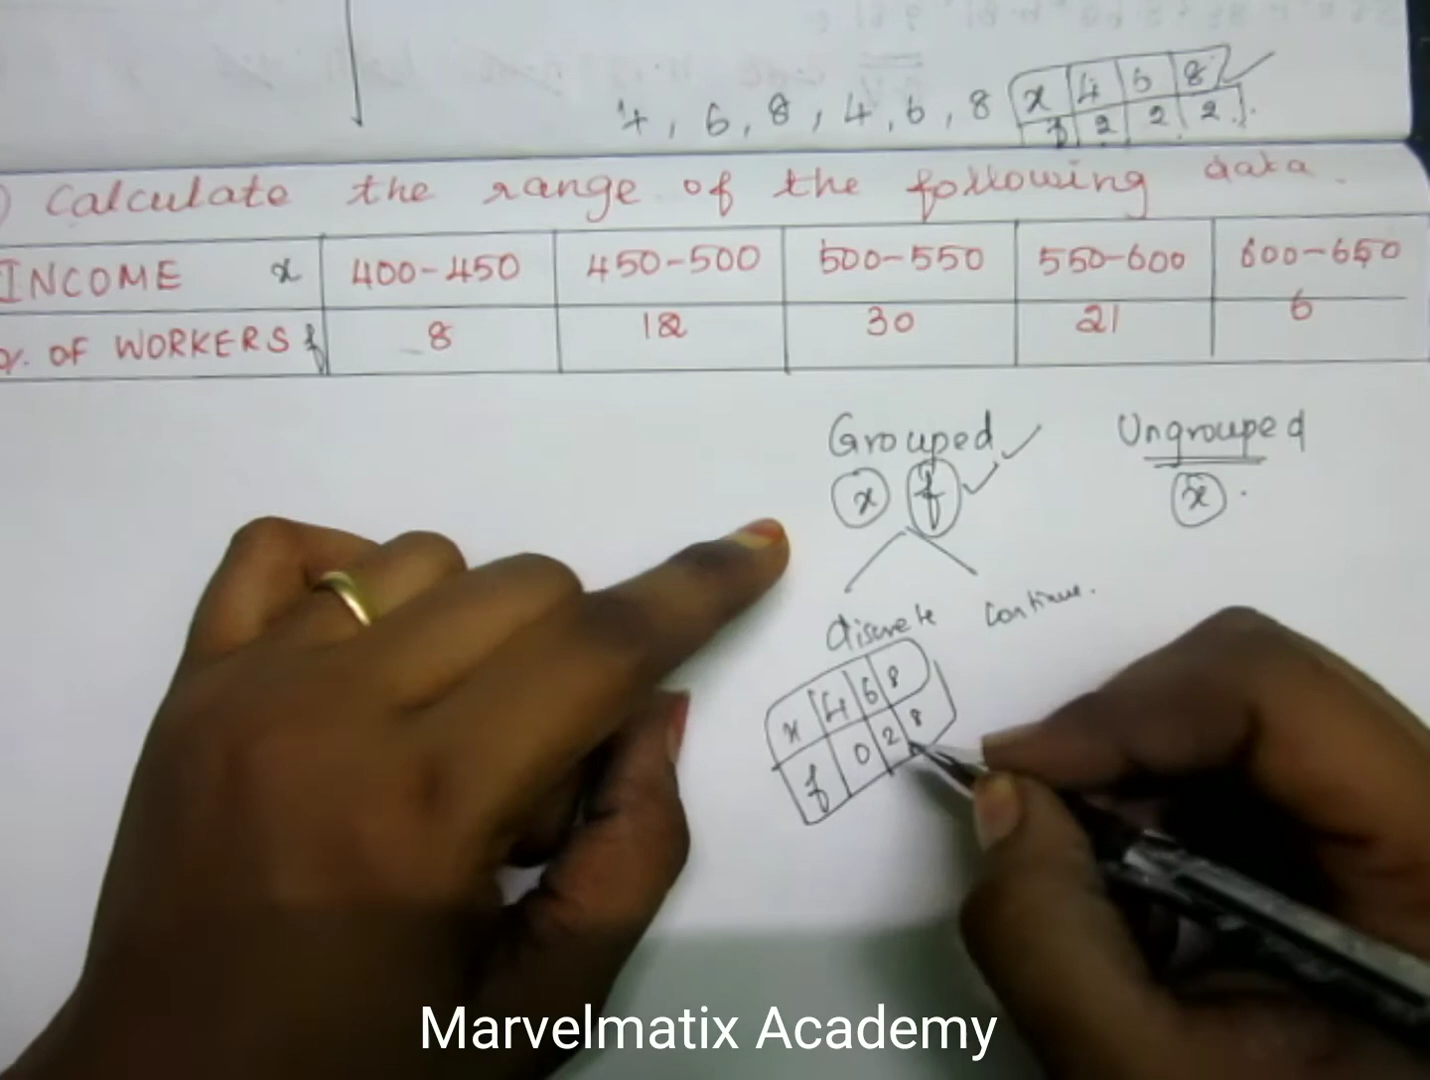 4, 6, 8, 4, 6, 8
x 4 6 8
f 2 2 2
Calculate the range of the following data.
INCOME x 400-450 450-500 500-550 550-600 600-650
OF WORKERS f 8 12 30 21 6
Grouped Ungrouped
x f x
discrete continue.
x 4 6 8
f 0 2 8
Marvelmatix Academy